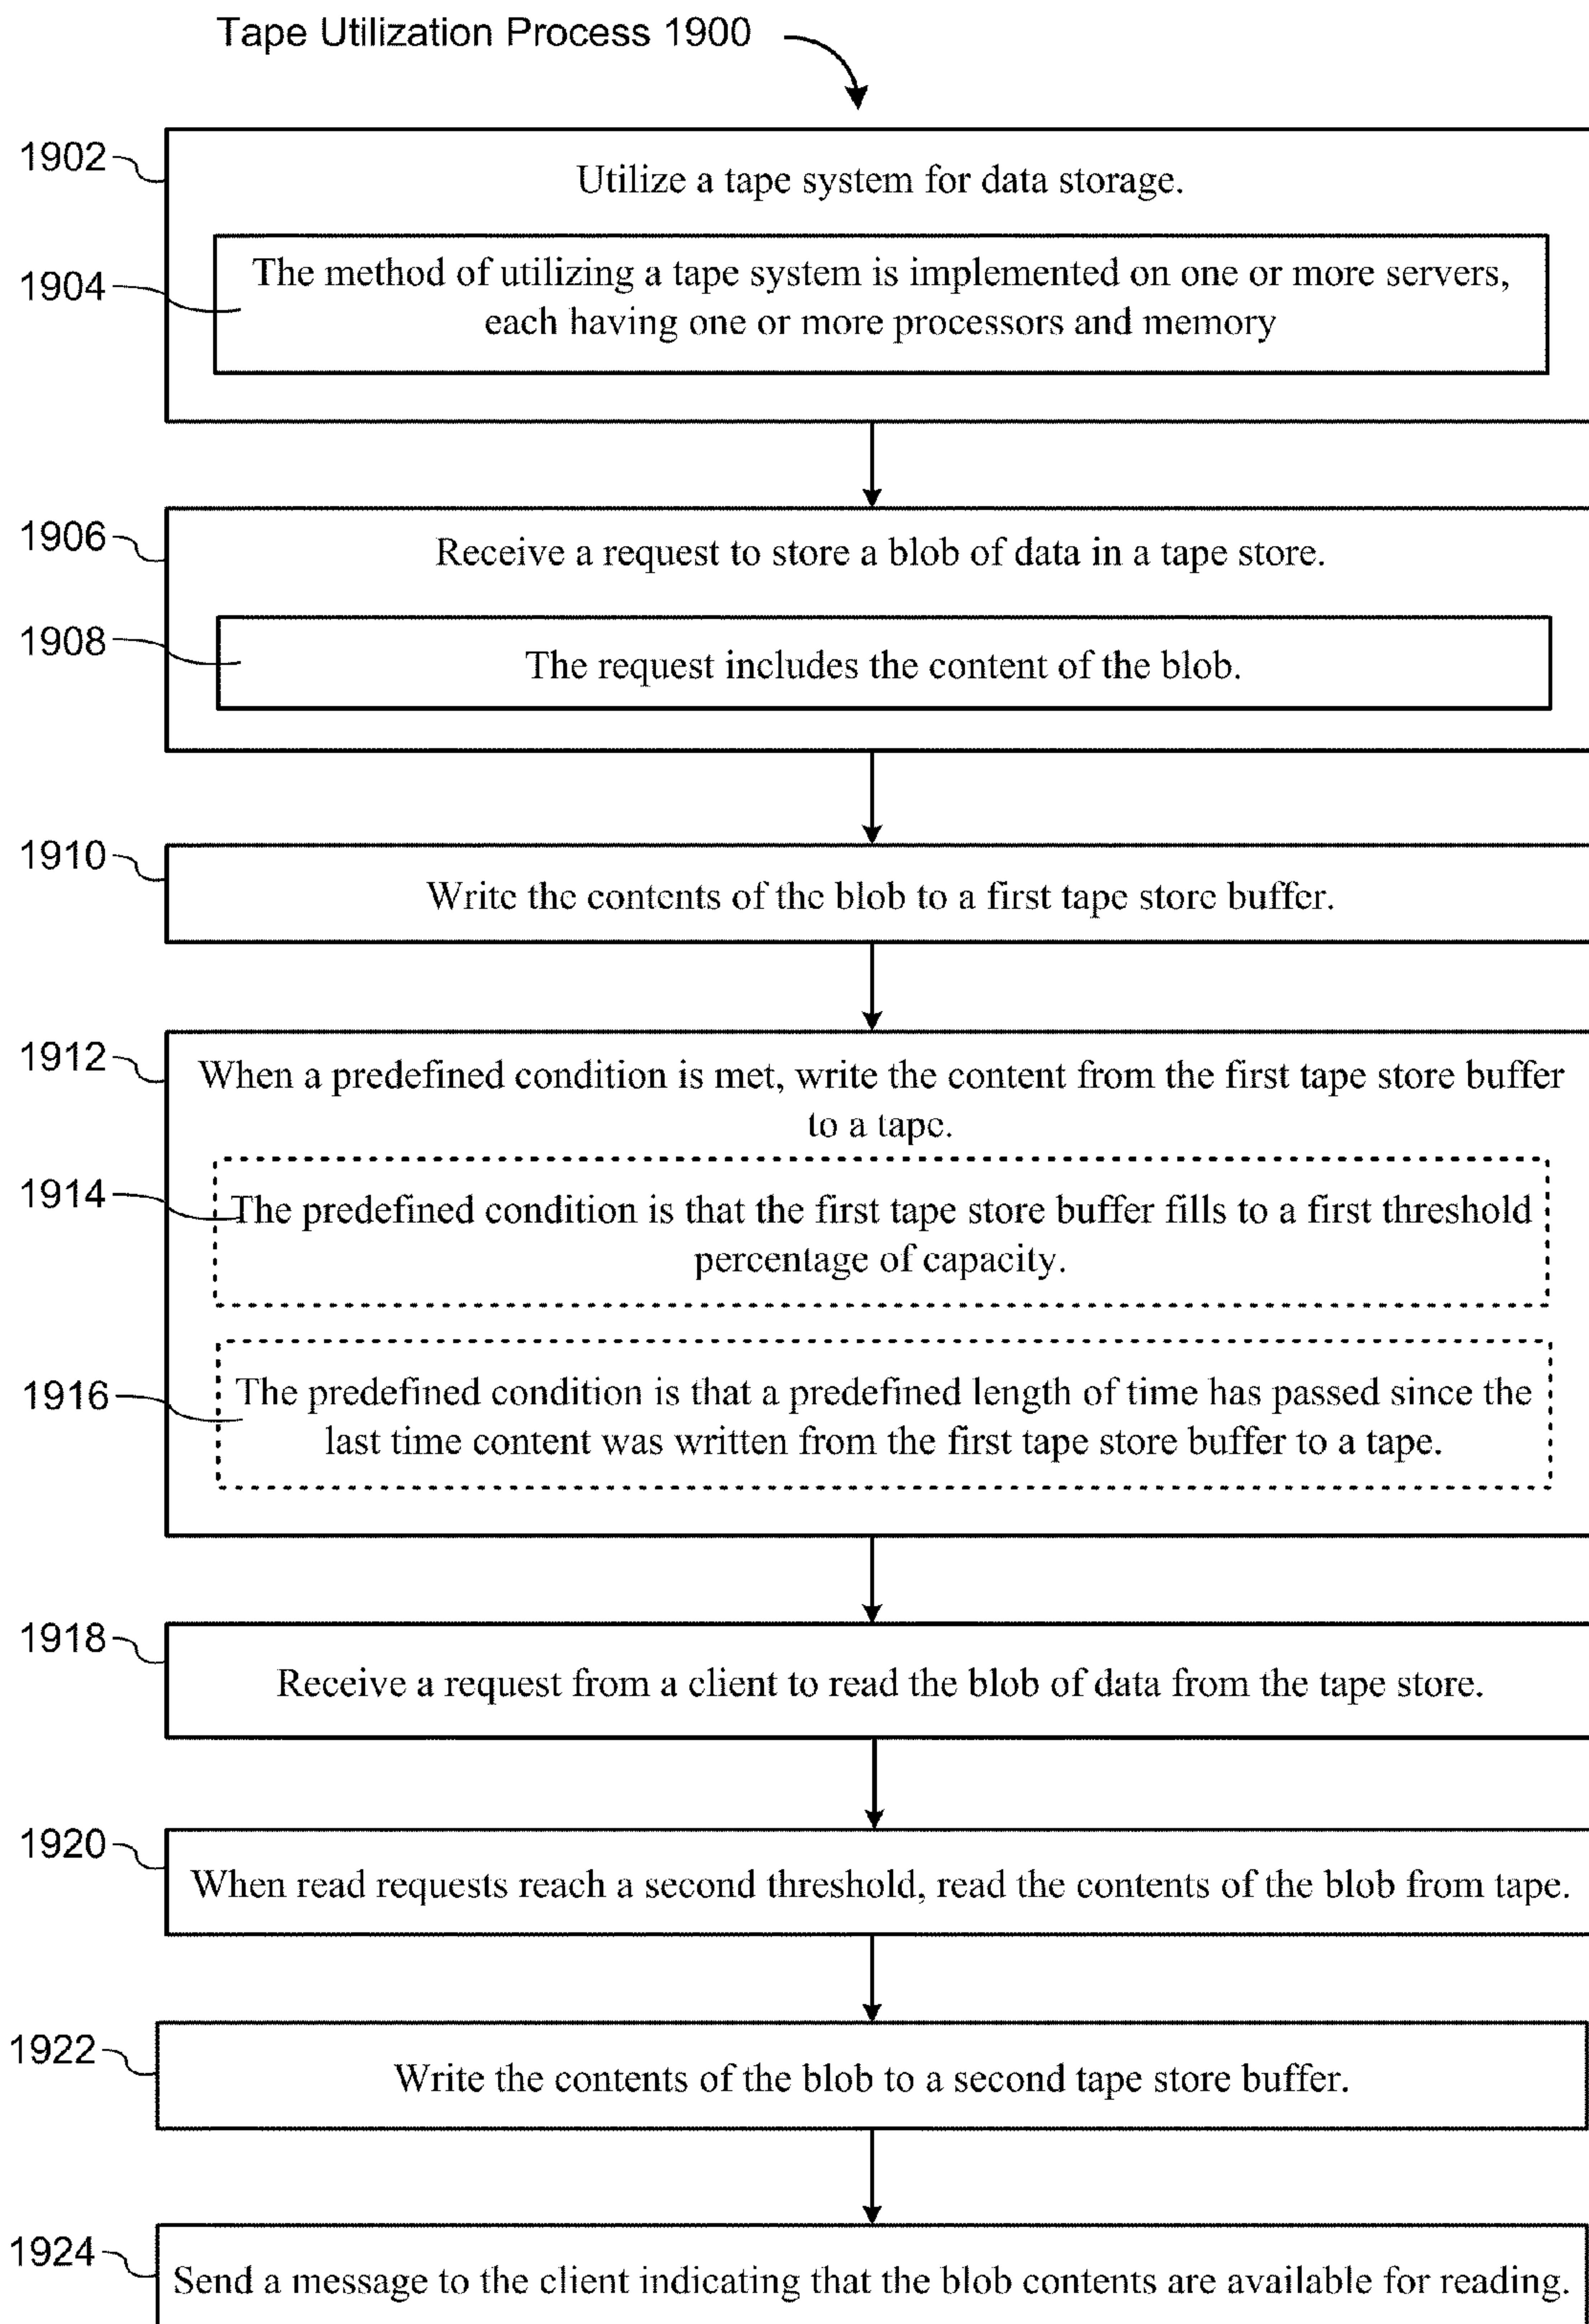 Tape Utilization Process 1900
1902
Utilize a tape system for data storage.
1904
The method of utilizing a tape system is implemented on one or more servers,
each having one or more processors and memory
1906
Receive a request to store a blob of data in a tape store.
1908
The request includes the content of the blob.
1910
Write the contents of the blob to a first tape store buffer.
1912
When a predefined condition is met, write the content from the first tape store buffer
to a tape.
1914
The predefined condition is that the first tape store buffer fills to a first threshold
percentage of capacity.
1916
The predefined condition is that a predefined length of time has passed since the
last time content was written from the first tape store buffer to a tape.
1918
Receive a request from a client to read the blob of data from the tape store.
1920
When read requests reach a second threshold, read the contents of the blob from tape.
1922
Write the contents of the blob to a second tape store buffer.
1924
Send a message to the client indicating that the blob contents are available for reading.